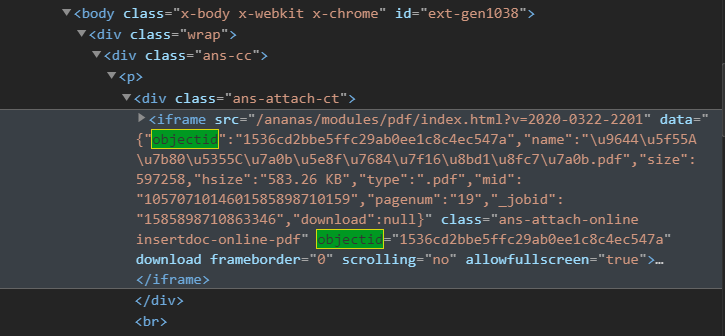 ▼<body class="x-body x-webkit x-chrome" id="ext-gen1038">
▼<div class="wrap">
▼<div class="ans-cc">
▼<p>
▼<div class="ans-attach-ct">
▶<iframe src="/ananas/modules/pdf/index.html?v=2020-0322-2201" data=
{"objectid":"1536cd2bbe5ffc29ab0ee1c8c4ec547a","name":"\u9644\u5f55A
\u7b80\u5355C\u7a0b\u5e8f\u7684\u7f16\u8bd1\u8fc7\u7a0b.pdf","size":
597258,"hsize":"583.26 KB","type":".pdf","mid":
"10570710146015858987​10159","pagenum":"19","_jobid":
"1585898710863346","download":null}" class="ans-attach-online
insertdoc-online-pdf" objectid="1536cd2bbe5ffc29ab0ee1c8c4ec547a"
download frameborder="0" scrolling="no" allowfullscreen="true">…
</iframe>
</div>
<br>